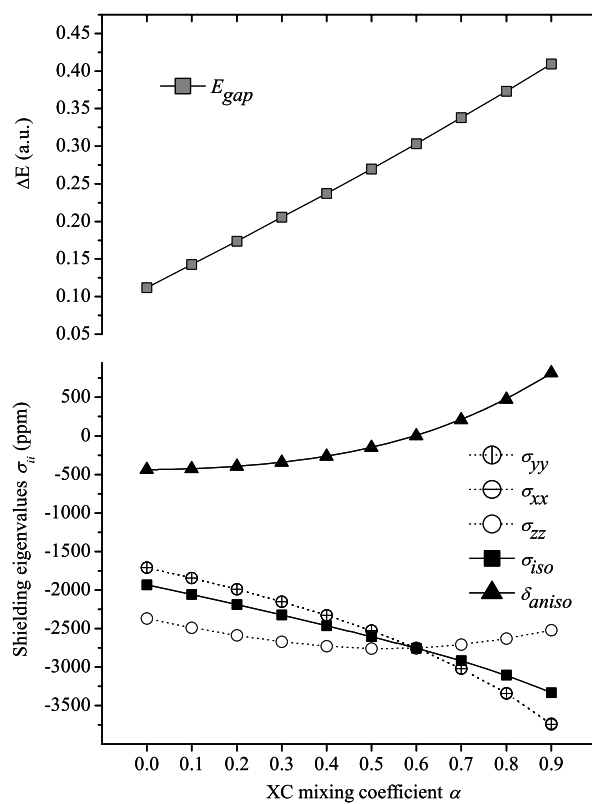 0.45
0.40
0.35
0.30
0.25
0.20
0.15
0.10
0.05
ΔE (a.u.)
E_gap
500
0
-500
-1000
-1500
-2000
-2500
-3000
-3500
Shielding eigenvalues σ_ii (ppm)
σ_yy
σ_xx
σ_zz
σ_iso
δ_aniso
0.0 0.1 0.2 0.3 0.4 0.5 0.6 0.7 0.8 0.9
XC mixing coefficient α